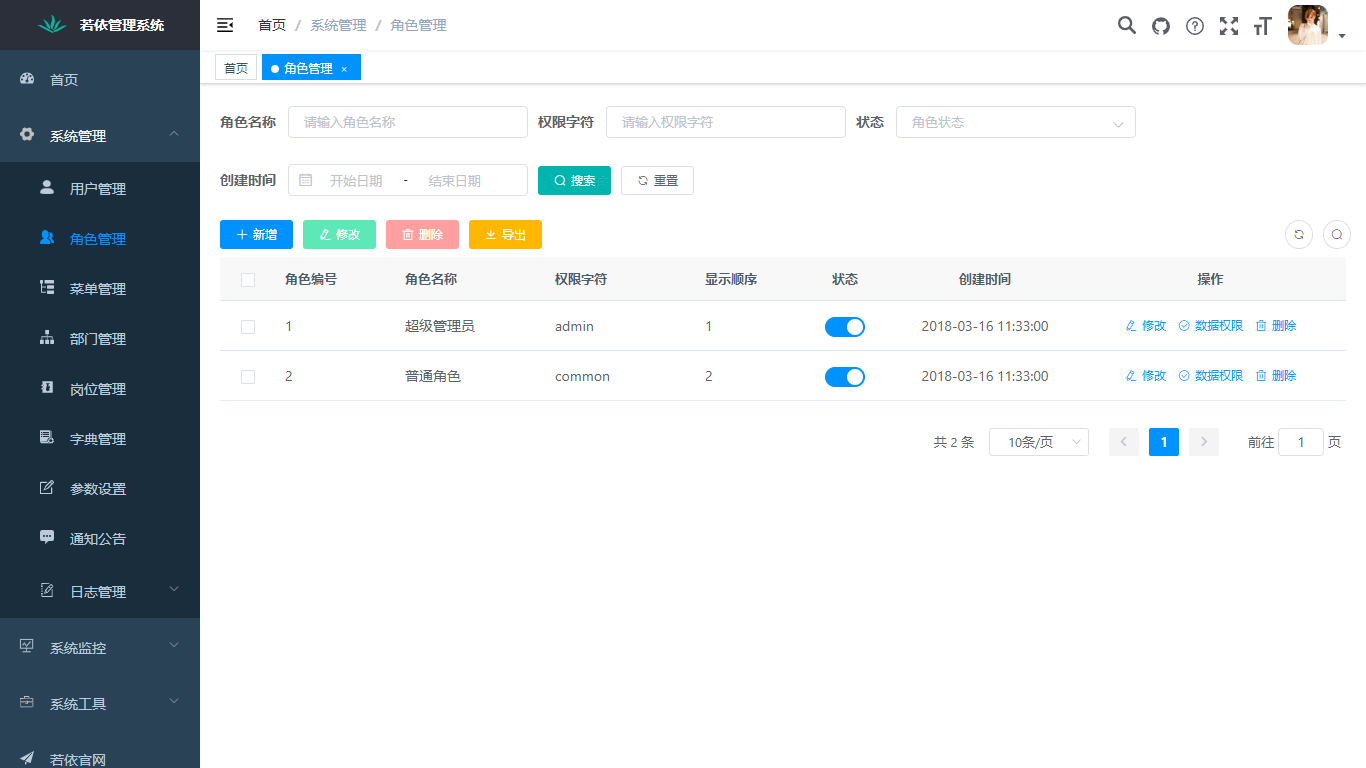 若依管理系统
首页 / 系统管理 / 角色管理
首页
角色管理 ×
首页
系统管理
用户管理
角色管理
菜单管理
部门管理
岗位管理
字典管理
参数设置
通知公告
日志管理
系统监控
系统工具
若依官网
角色名称 请输入角色名称 权限字符 请输入权限字符 状态 角色状态
创建时间 开始日期 - 结束日期 搜索 重置
新增 修改 删除 导出
角色编号 角色名称 权限字符 显示顺序 状态 创建时间 操作
1 超级管理员 admin 1 2018-03-16 11:33:00 修改 数据权限 删除
2 普通角色 common 2 2018-03-16 11:33:00 修改 数据权限 删除
共 2 条 10条/页 1 前往 1 页